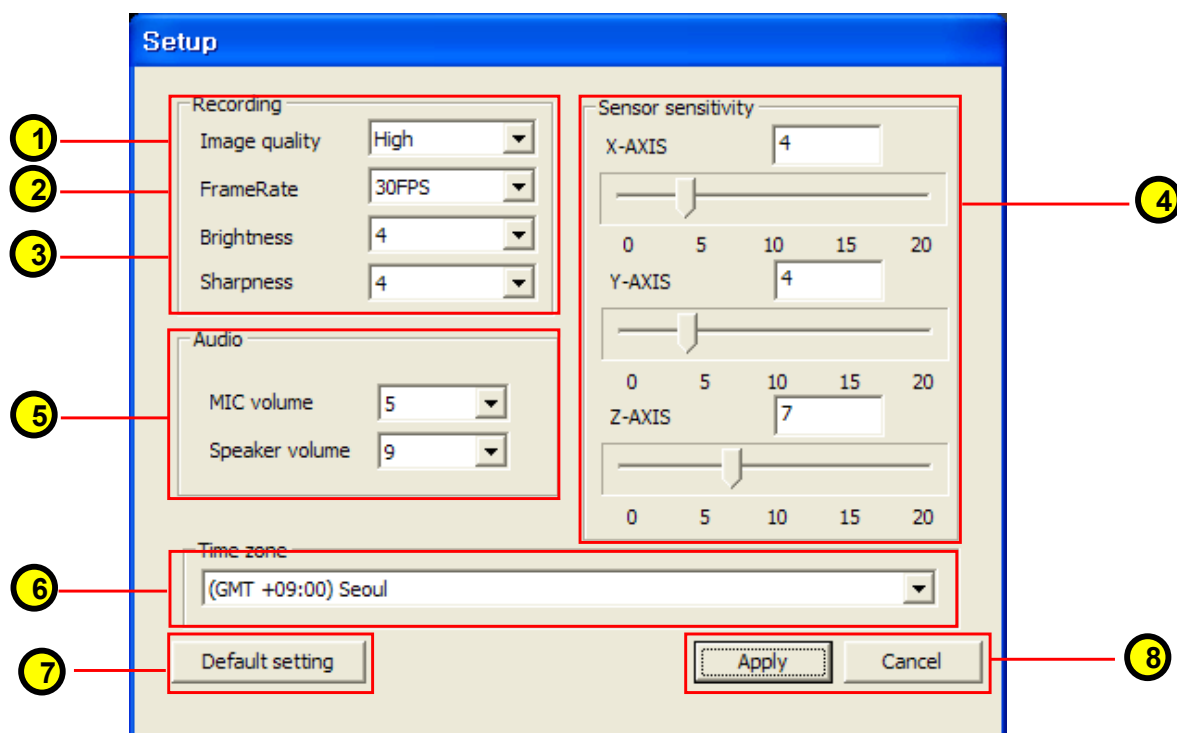 Setup
Recording
1
Image quality
High
2
FrameRate
30FPS
3
Brightness
4
Sharpness
4
Sensor sensitivity
X-AXIS
4
0 5 10 15 20
Y-AXIS
4
0 5 10 15 20
Z-AXIS
7
0 5 10 15 20
4
Audio
5
MIC volume
5
Speaker volume
9
Time zone
6
(GMT +09:00) Seoul
7
Default setting
Apply
Cancel
8